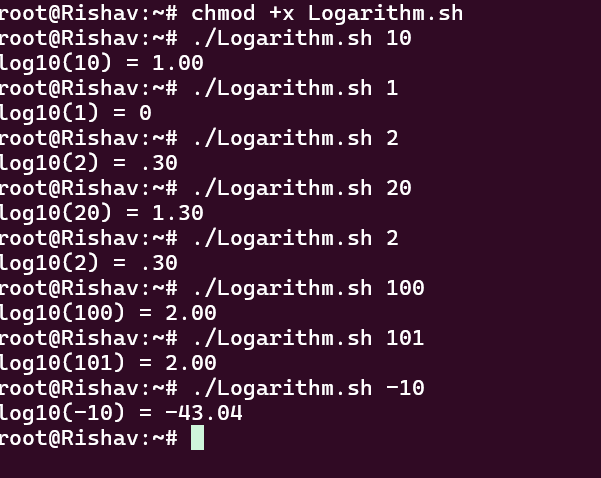 root@Rishav:~# chmod +x Logarithm.sh
root@Rishav:~# ./Logarithm.sh 10
log10(10) = 1.00
root@Rishav:~# ./Logarithm.sh 1
log10(1) = 0
root@Rishav:~# ./Logarithm.sh 2
log10(2) = .30
root@Rishav:~# ./Logarithm.sh 20
log10(20) = 1.30
root@Rishav:~# ./Logarithm.sh 2
log10(2) = .30
root@Rishav:~# ./Logarithm.sh 100
log10(100) = 2.00
root@Rishav:~# ./Logarithm.sh 101
log10(101) = 2.00
root@Rishav:~# ./Logarithm.sh -10
log10(-10) = -43.04
root@Rishav:~#